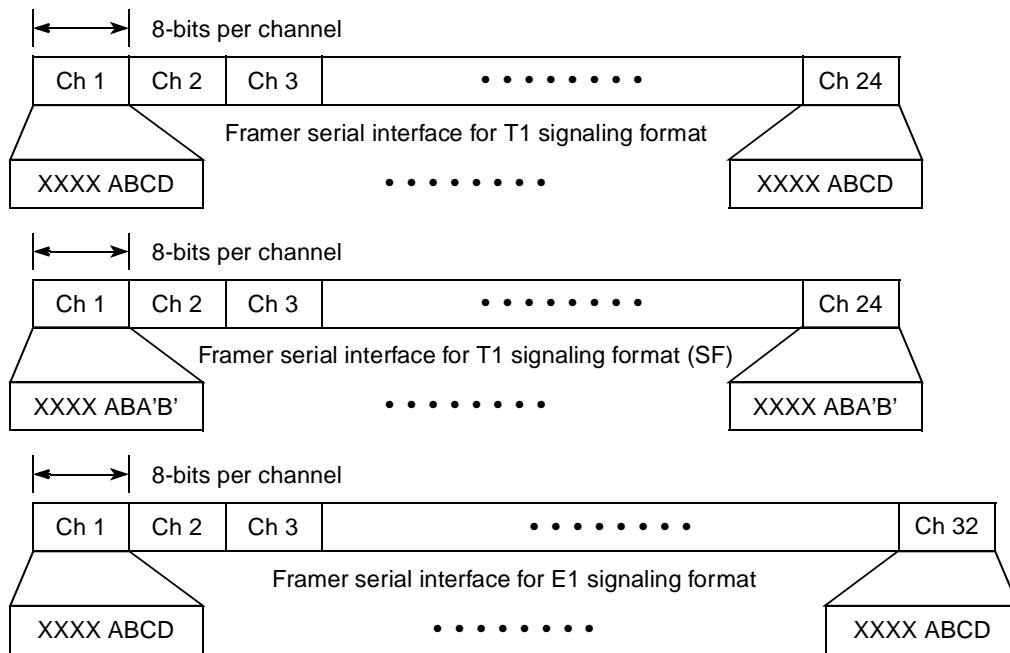 8-bits per channel
Ch 1 Ch 2 Ch 3 • • • • • • • • Ch 24
Framer serial interface for T1 signaling format
XXXX ABCD • • • • • • • • XXXX ABCD
8-bits per channel
Ch 1 Ch 2 Ch 3 • • • • • • • • Ch 24
Framer serial interface for T1 signaling format (SF)
XXXX ABA'B' • • • • • • • • XXXX ABA'B'
8-bits per channel
Ch 1 Ch 2 Ch 3 • • • • • • • • Ch 32
Framer serial interface for E1 signaling format
XXXX ABCD • • • • • • • • XXXX ABCD